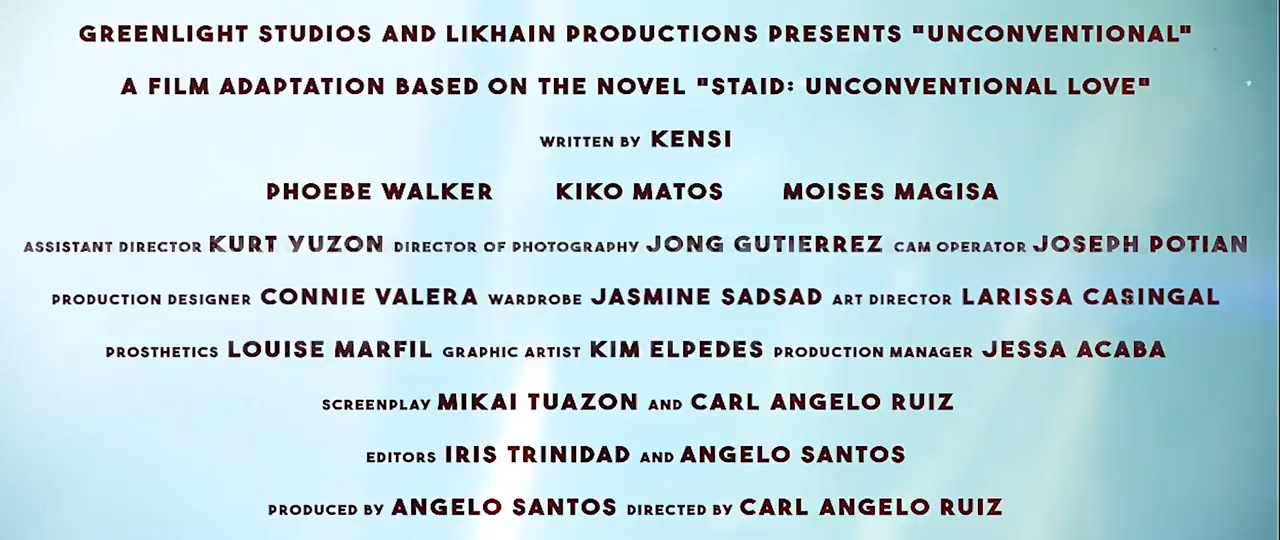 GREENLIGHT STUDIOS AND LIKHAIN PRODUCTIONS PRESENTS "UNCONVENTIONAL"
A FILM ADAPTATION BASED ON THE NOVEL "STAID: UNCONVENTIONAL LOVE"
WRITTEN BY KENSI
PHOEBE WALKER KIKO MATOS MOISES MAGISA
ASSISTANT DIRECTOR KURT YUZON DIRECTOR OF PHOTOGRAPHY JONG GUTIERREZ CAM OPERATOR JOSEPH POTIAN
PRODUCTION DESIGNER CONNIE VALERA WARDROBE JASMINE SADSAD ART DIRECTOR LARISSA CASINGAL
PROSTHETICS LOUISE MARFIL GRAPHIC ARTIST KIM ELPEDES PRODUCTION MANAGER JESSA ACABA
SCREENPLAY MIKAI TUAZON AND CARL ANGELO RUIZ
EDITORS IRIS TRINIDAD AND ANGELO SANTOS
PRODUCED BY ANGELO SANTOS DIRECTED BY CARL ANGELO RUIZ